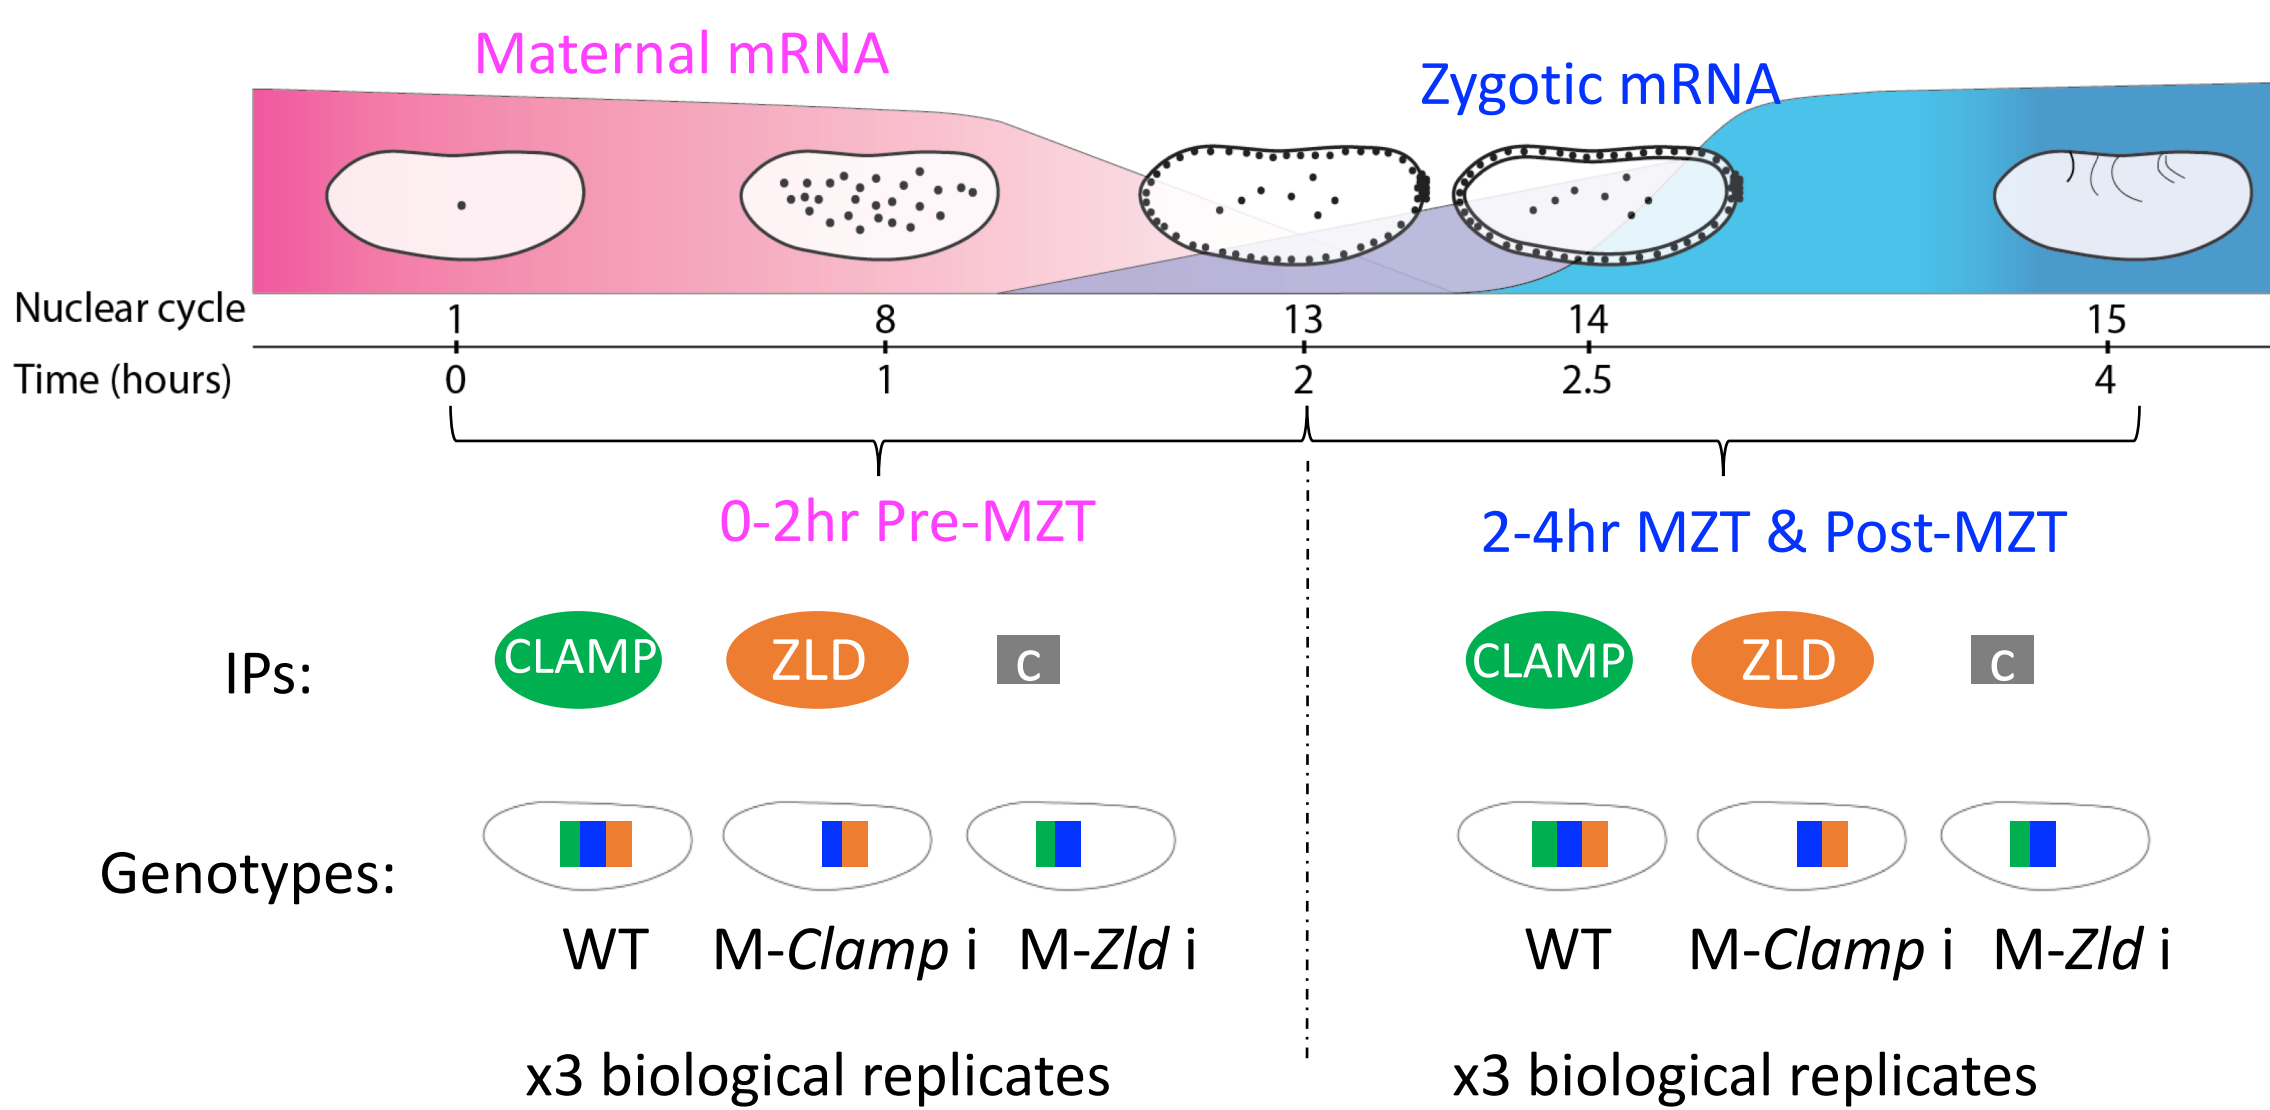 Maternal mRNA
Zygotic mRNA
Nuclear cycle 1 8 13 14 15
Time (hours) 0 1 2 2.5 4
0-2hr Pre-MZT
2-4hr MZT & Post-MZT
IPs: CLAMP ZLD c CLAMP ZLD c
Genotypes:
WT M-Clamp i M-Zld i WT M-Clamp i M-Zld i
x3 biological replicates x3 biological replicates